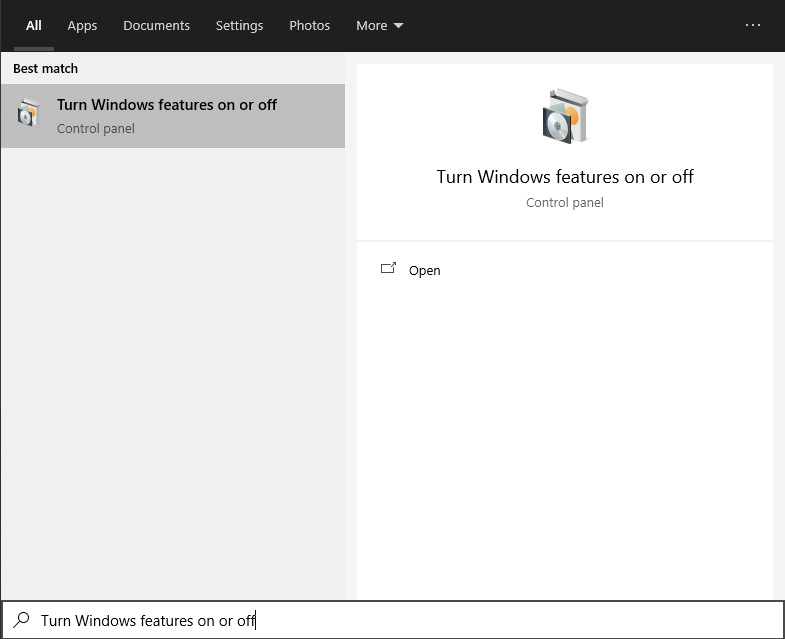 All Apps Documents Settings Photos More ...
Best match
Turn Windows features on or off
Control panel
Turn Windows features on or off
Control panel
Open
Turn Windows features on or off